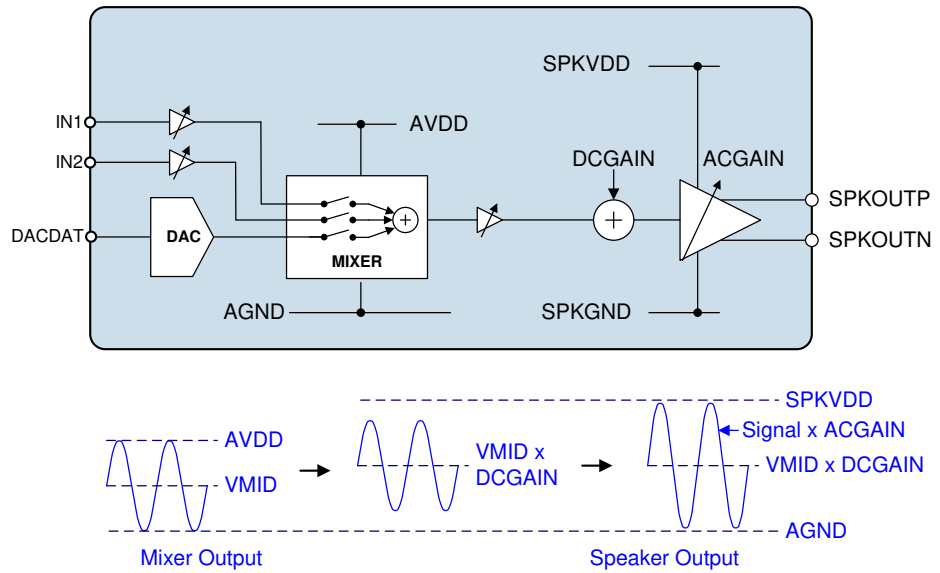 SPKVDD
IN1
AVDD
IN2
DCGAIN
ACGAIN
SPKOUTP
DACDAT
DAC
SPKOUTN
MIXER
AGND
SPKGND
SPKVDD
AVDD
Signal x ACGAIN
VMID x
DCGAIN
VMID x DCGAIN
VMID
AGND
Mixer Output
Speaker Output